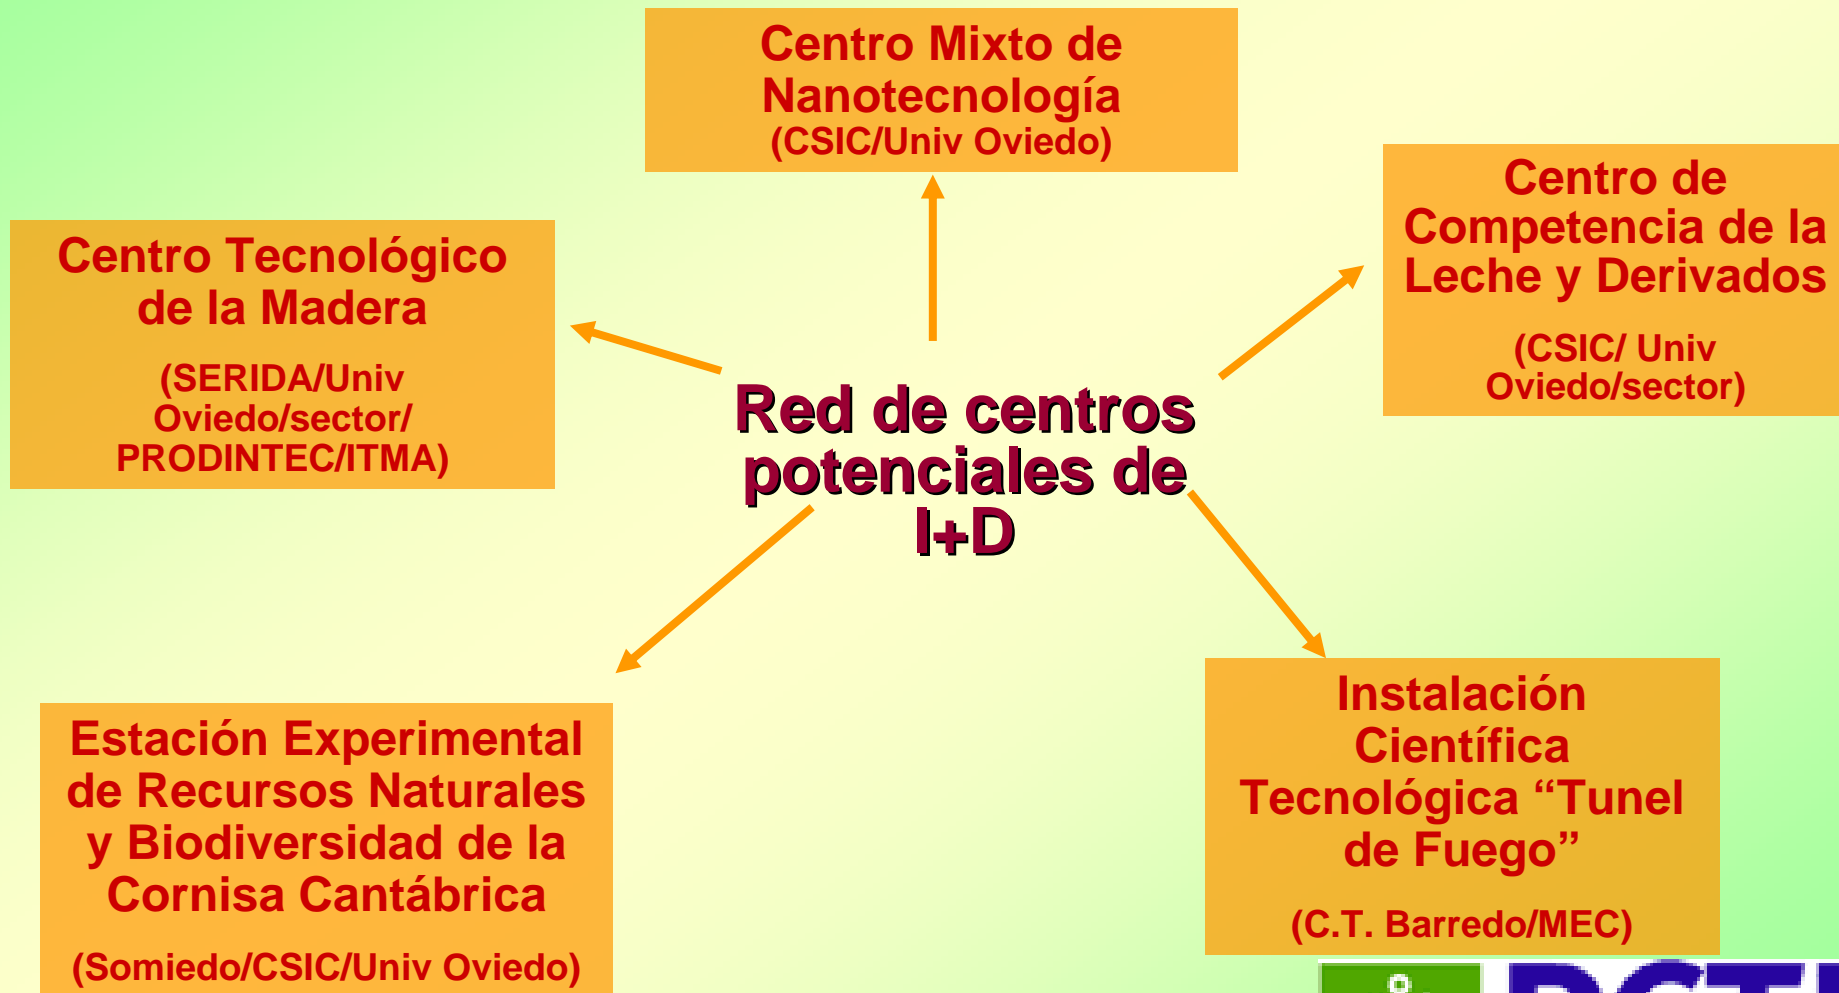 Centro Mixto de
Nanotecnología
(CSIC/Univ Oviedo)
Centro de
Competencia de la
Leche y Derivados
(CSIC/ Univ
Oviedo/sector)
Centro Tecnológico
de la Madera
(SERIDA/Univ
Oviedo/sector/
PRODINTEC/ITMA)
Red de centros
potenciales de
I+D
Estación Experimental
de Recursos Naturales
y Biodiversidad de la
Cornisa Cantábrica
(Somiedo/CSIC/Univ Oviedo)
Instalación
Científica
Tecnológica “Tunel
de Fuego”
(C.T. Barredo/MEC)